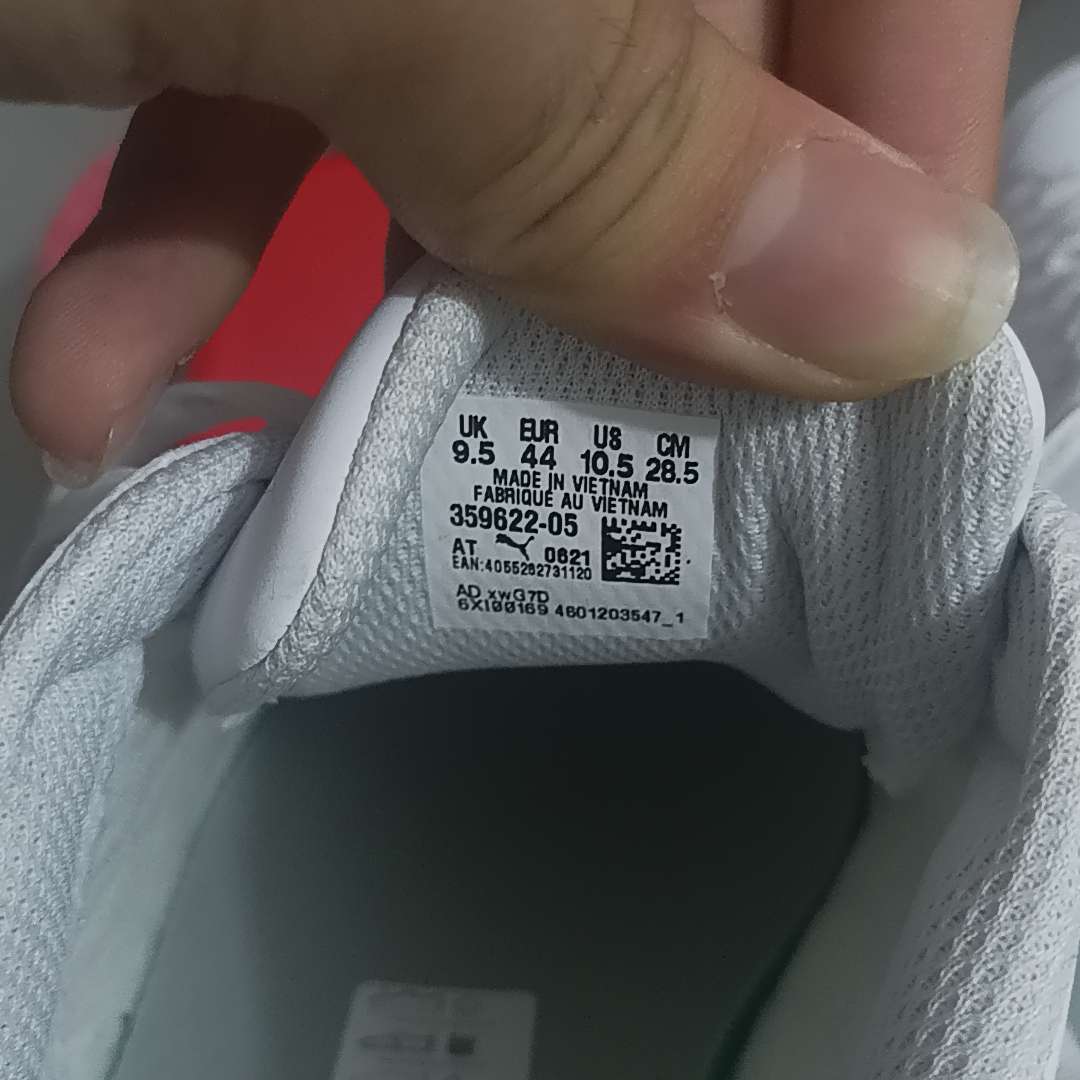 UK EUR US CM
9.5 44 10.5 28.5
MADE IN VIETNAM
FABRIQUÉ AU VIETNAM
359622-05
AT 0621
EAN:4055262731120
AD xwG7D
6XI00169 4601203547_1